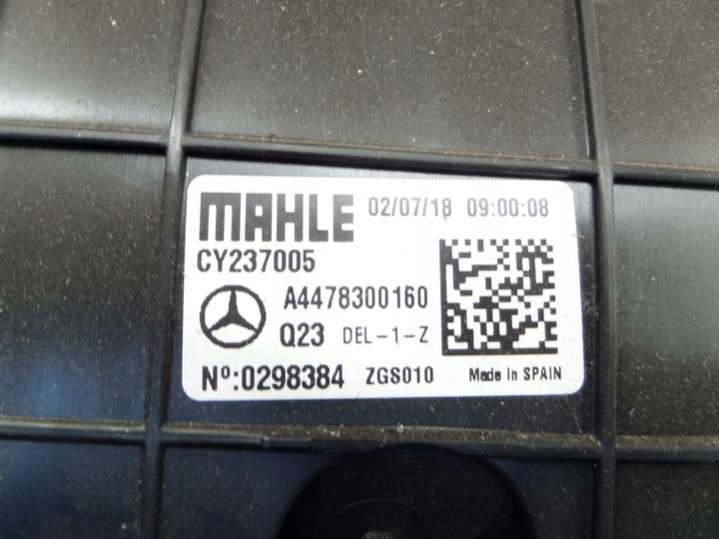 MAHLE 02/07/18 09:00:08
CY237005
A4478300160
Q23 DEL-1-Z
Nº:0298384 ZGS010 Made in SPAIN